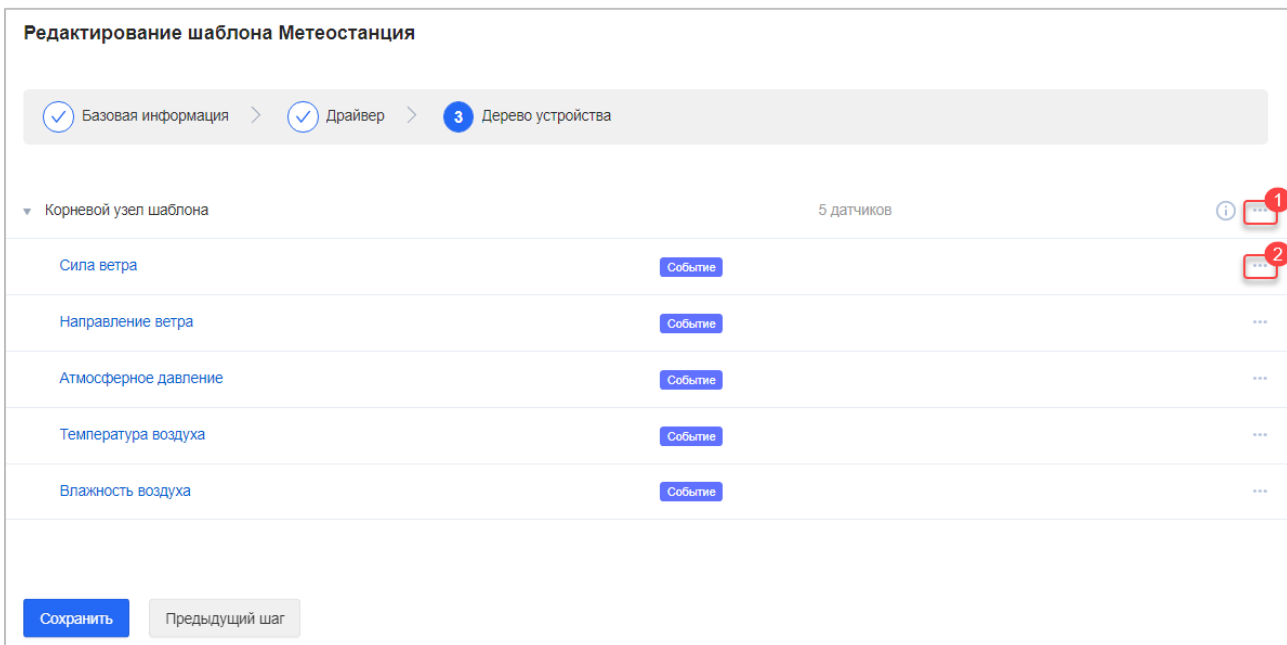 Редактирование шаблона Метеостанция
Базовая информация Драйвер 3 Дерево устройства
Корневой узел шаблона 5 датчиков 1
Сила ветра Событие 2
Направление ветра Событие
Атмосферное давление Событие
Температура воздуха Событие
Влажность воздуха Событие
Сохранить Предыдущий шаг